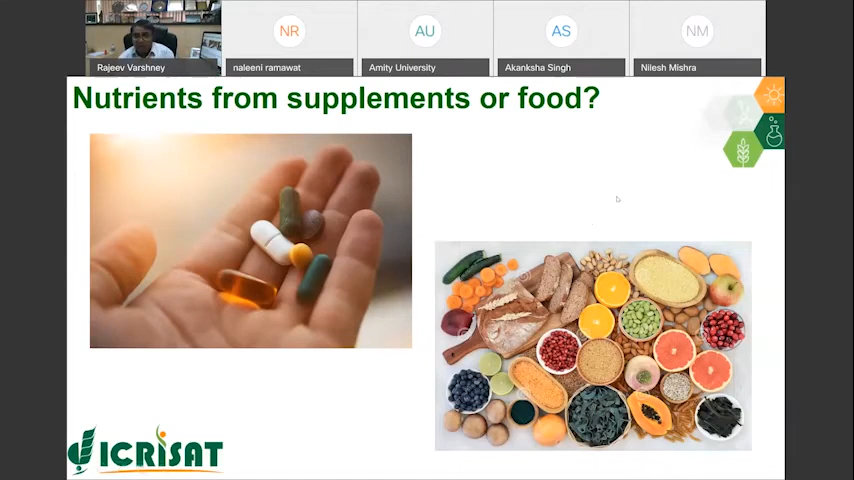 NR
AU
AS
NM
Rajeev Varshney
naleeni ramawat
Amity University
Akanksha Singh
Nilesh Mishra
Nutrients from supplements or food?
ICRISAT